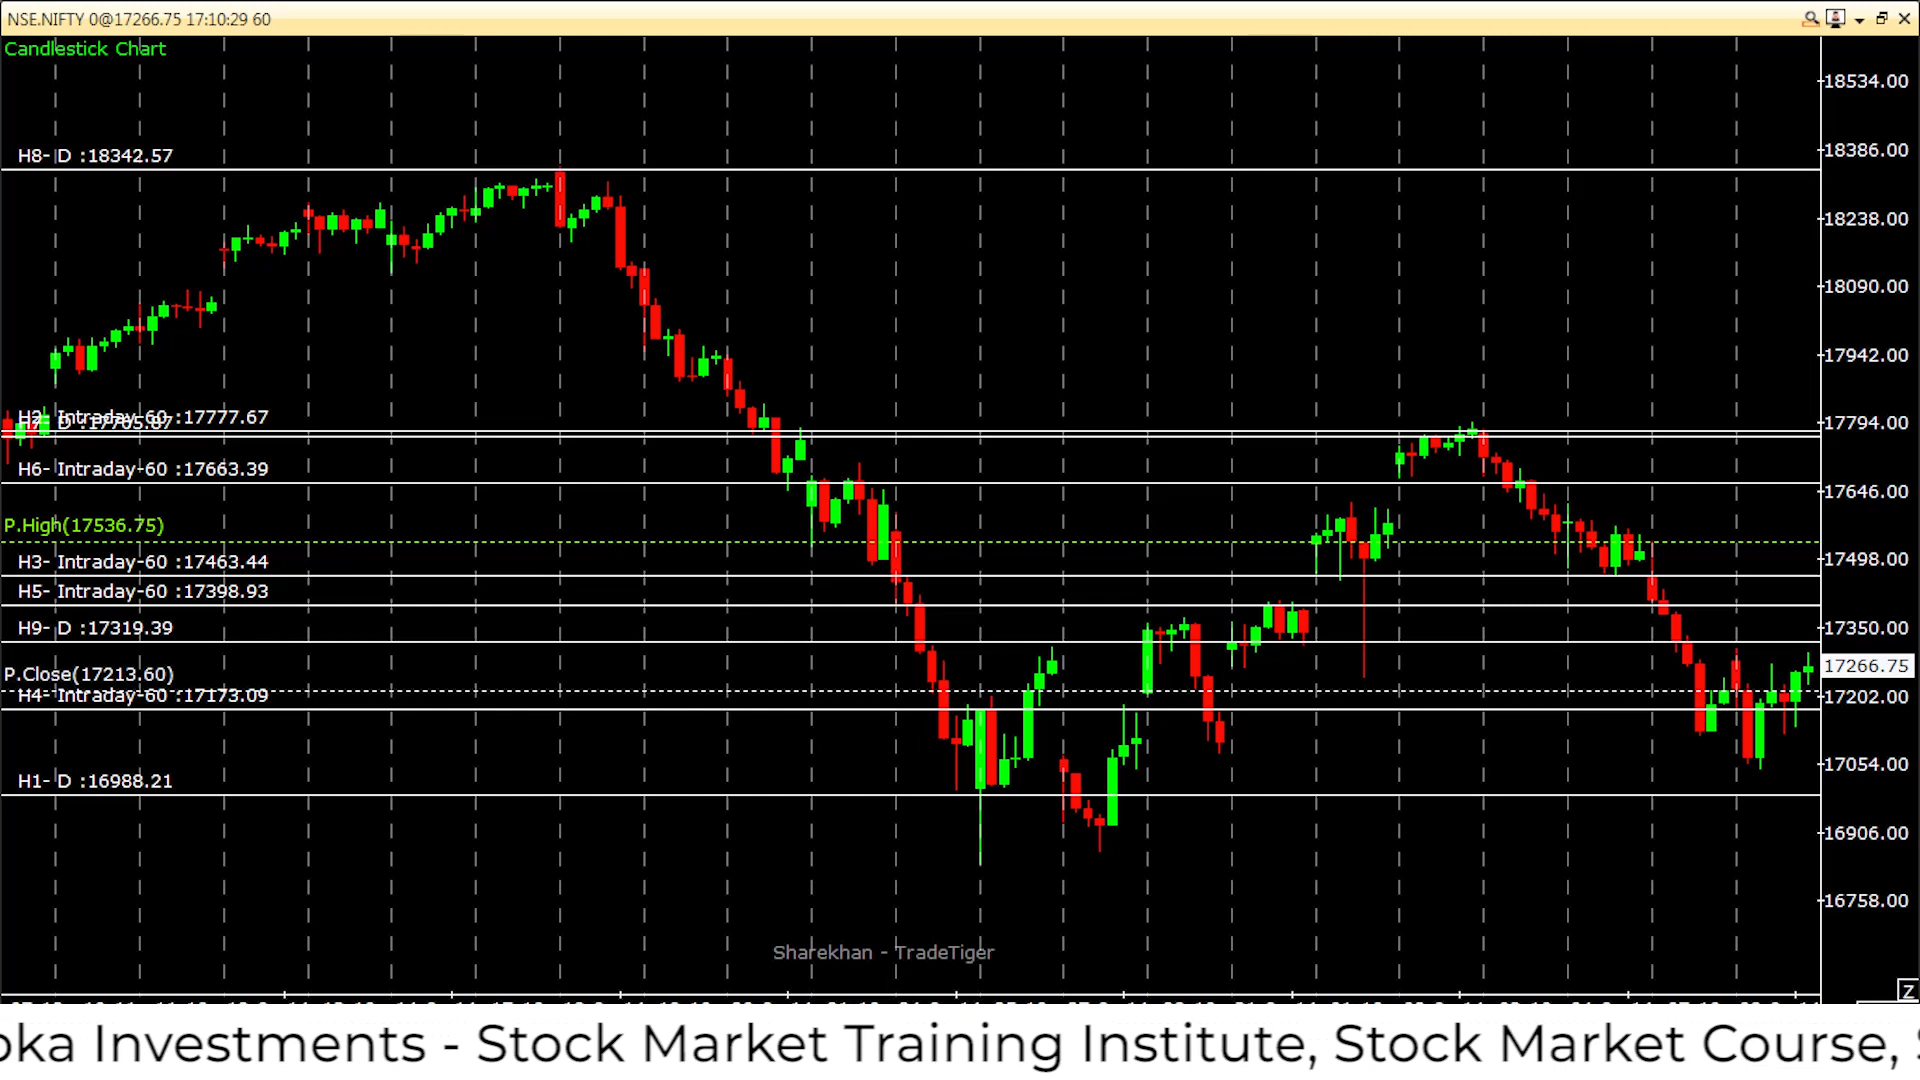 NSE.NIFTY 0@17266.75 17:10:29 60
Candlestick Chart
18534.00
H8- D :18342.57
18386.00
18238.00
18090.00
17942.00
H2- Intraday-60 :17777.67
H7- D :17765.87
17794.00
H6- Intraday-60 :17663.39
17646.00
P.High(17536.75)
H3- Intraday-60 :17463.44
17498.00
H5- Intraday-60 :17398.93
H9- D :17319.39
17350.00
17266.75
P.Close(17213.60)
H4- Intraday-60 :17173.09
17202.00
H1- D :16988.21
17054.00
16906.00
16758.00
Sharekhan - TradeTiger
Z
oka Investments - Stock Market Training Institute, Stock Market Course,